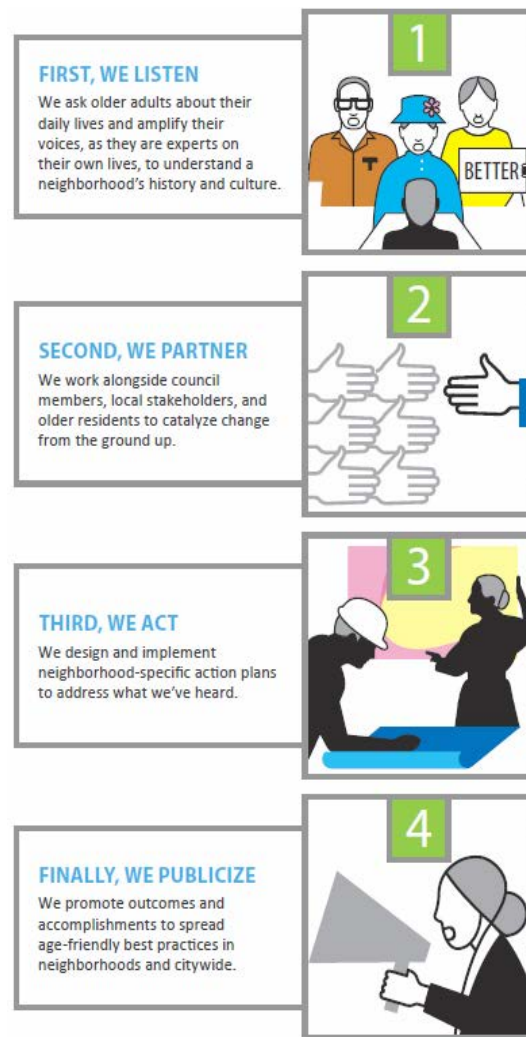 1
FIRST, WE LISTEN
We ask older adults about their
daily lives and amplify their
voices, as they are experts on
their own lives, to understand a
neighborhood's history and culture.
BETTER
2
SECOND, WE PARTNER
We work alongside council
members, local stakeholders, and
older residents to catalyze change
from the ground up.
3
THIRD, WE ACT
We design and implement
neighborhood-specific action plans
to address what we've heard.
4
FINALLY, WE PUBLICIZE
We promote outcomes and
accomplishments to spread
age-friendly best practices in
neighborhoods and citywide.